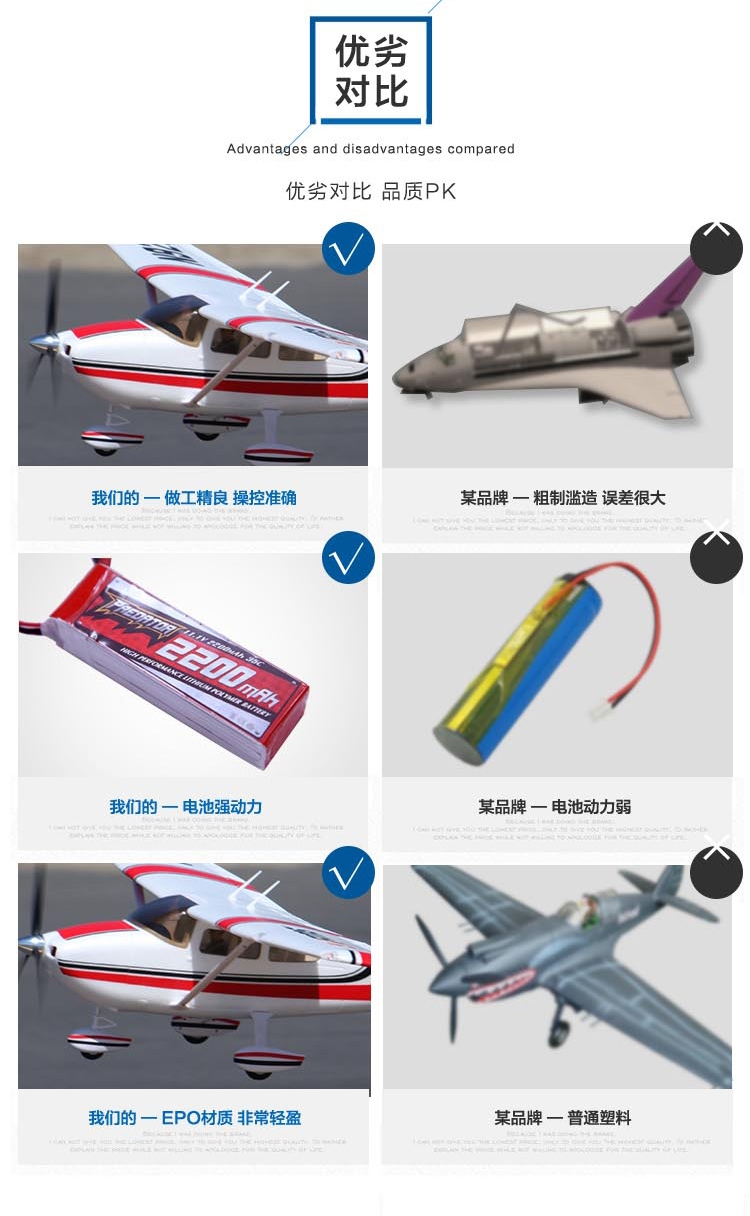 优劣
对比
Advantages and disadvantages compared
优劣对比 品质PK
我们的 — 做工精良 操控准确
BECAUSE I WAS DOING THE BRAKE,
I CAN NOT GIVE YOU THE LOWEST PRICE, ONLY TO GIVE YOU THE HIGHEST QUALITY. I'D RATHER
EXPLAIN THE PRICE WHILE NOT WILLING TO APOLOGIZE FOR THE QUALITY OF LIFE.
某品牌 — 粗制滥造 误差很大
BECAUSE I WAS DOING THE BRAKE,
I CAN NOT GIVE YOU THE LOWEST PRICE, ONLY TO GIVE YOU THE HIGHEST QUALITY. I'D RATHER
EXPLAIN THE PRICE WHILE NOT WILLING TO APOLOGIZE FOR THE QUALITY OF LIFE.
PREDATOR
11.1V 2200mAh 35C
2200mAh
HIGH PERFORMANCE LITHIUM POLYMER BATTERY
我们的 — 电池强动力
BECAUSE I WAS DOING THE BRAKE,
I CAN NOT GIVE YOU THE LOWEST PRICE, ONLY TO GIVE YOU THE HIGHEST QUALITY. I'D RATHER
EXPLAIN THE PRICE WHILE NOT WILLING TO APOLOGIZE FOR THE QUALITY OF LIFE.
某品牌 — 电池动力弱
BECAUSE I WAS DOING THE BRAKE,
I CAN NOT GIVE YOU THE LOWEST PRICE, ONLY TO GIVE YOU THE HIGHEST QUALITY. I'D RATHER
EXPLAIN THE PRICE WHILE NOT WILLING TO APOLOGIZE FOR THE QUALITY OF LIFE.
我们的 — EPO材质 非常轻盈
BECAUSE I WAS DOING THE BRAKE,
I CAN NOT GIVE YOU THE LOWEST PRICE, ONLY TO GIVE YOU THE HIGHEST QUALITY. I'D RATHER
EXPLAIN THE PRICE WHILE NOT WILLING TO APOLOGIZE FOR THE QUALITY OF LIFE.
某品牌 — 普通塑料
BECAUSE I WAS DOING THE BRAKE,
I CAN NOT GIVE YOU THE LOWEST PRICE, ONLY TO GIVE YOU THE HIGHEST QUALITY. I'D RATHER
EXPLAIN THE PRICE WHILE NOT WILLING TO APOLOGIZE FOR THE QUALITY OF LIFE.